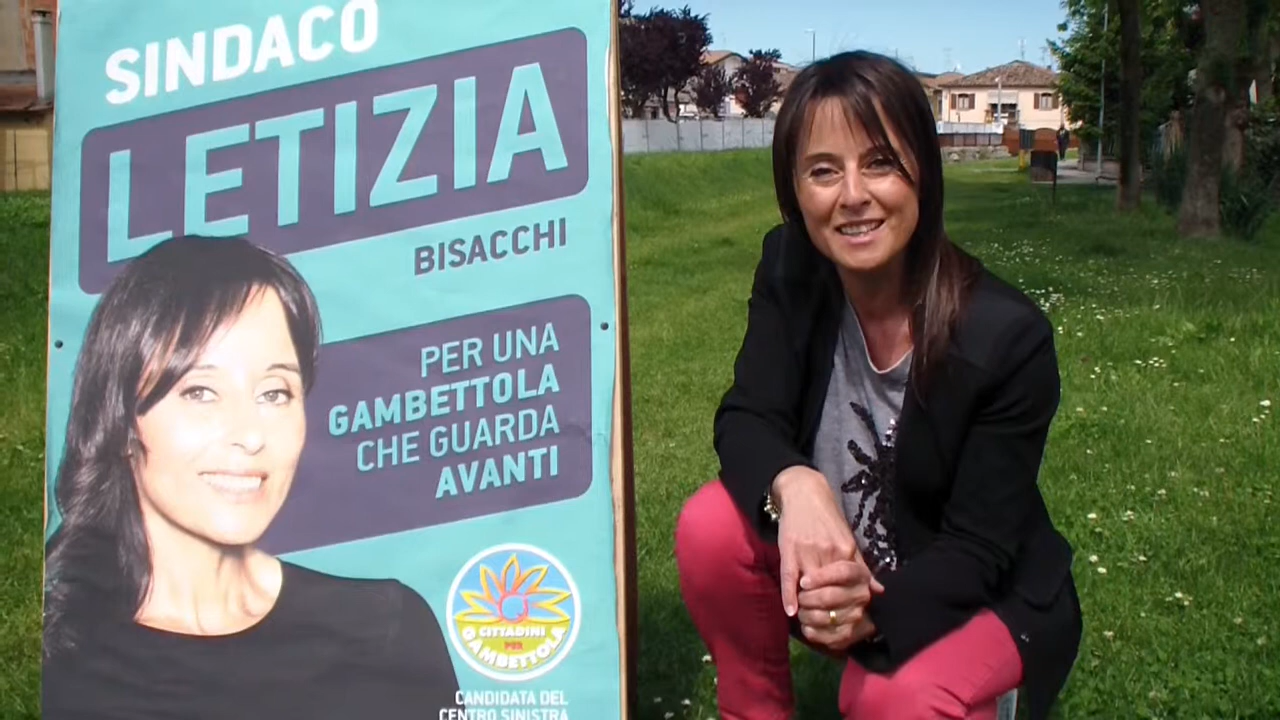 SINDACO
LETIZIA
BISACCHI
PER UNA
GAMBETTOLA
CHE GUARDA
AVANTI
CITTADINI
PER
GAMBETTOLA
CANDIDATA DEL
CENTRO SINISTRA